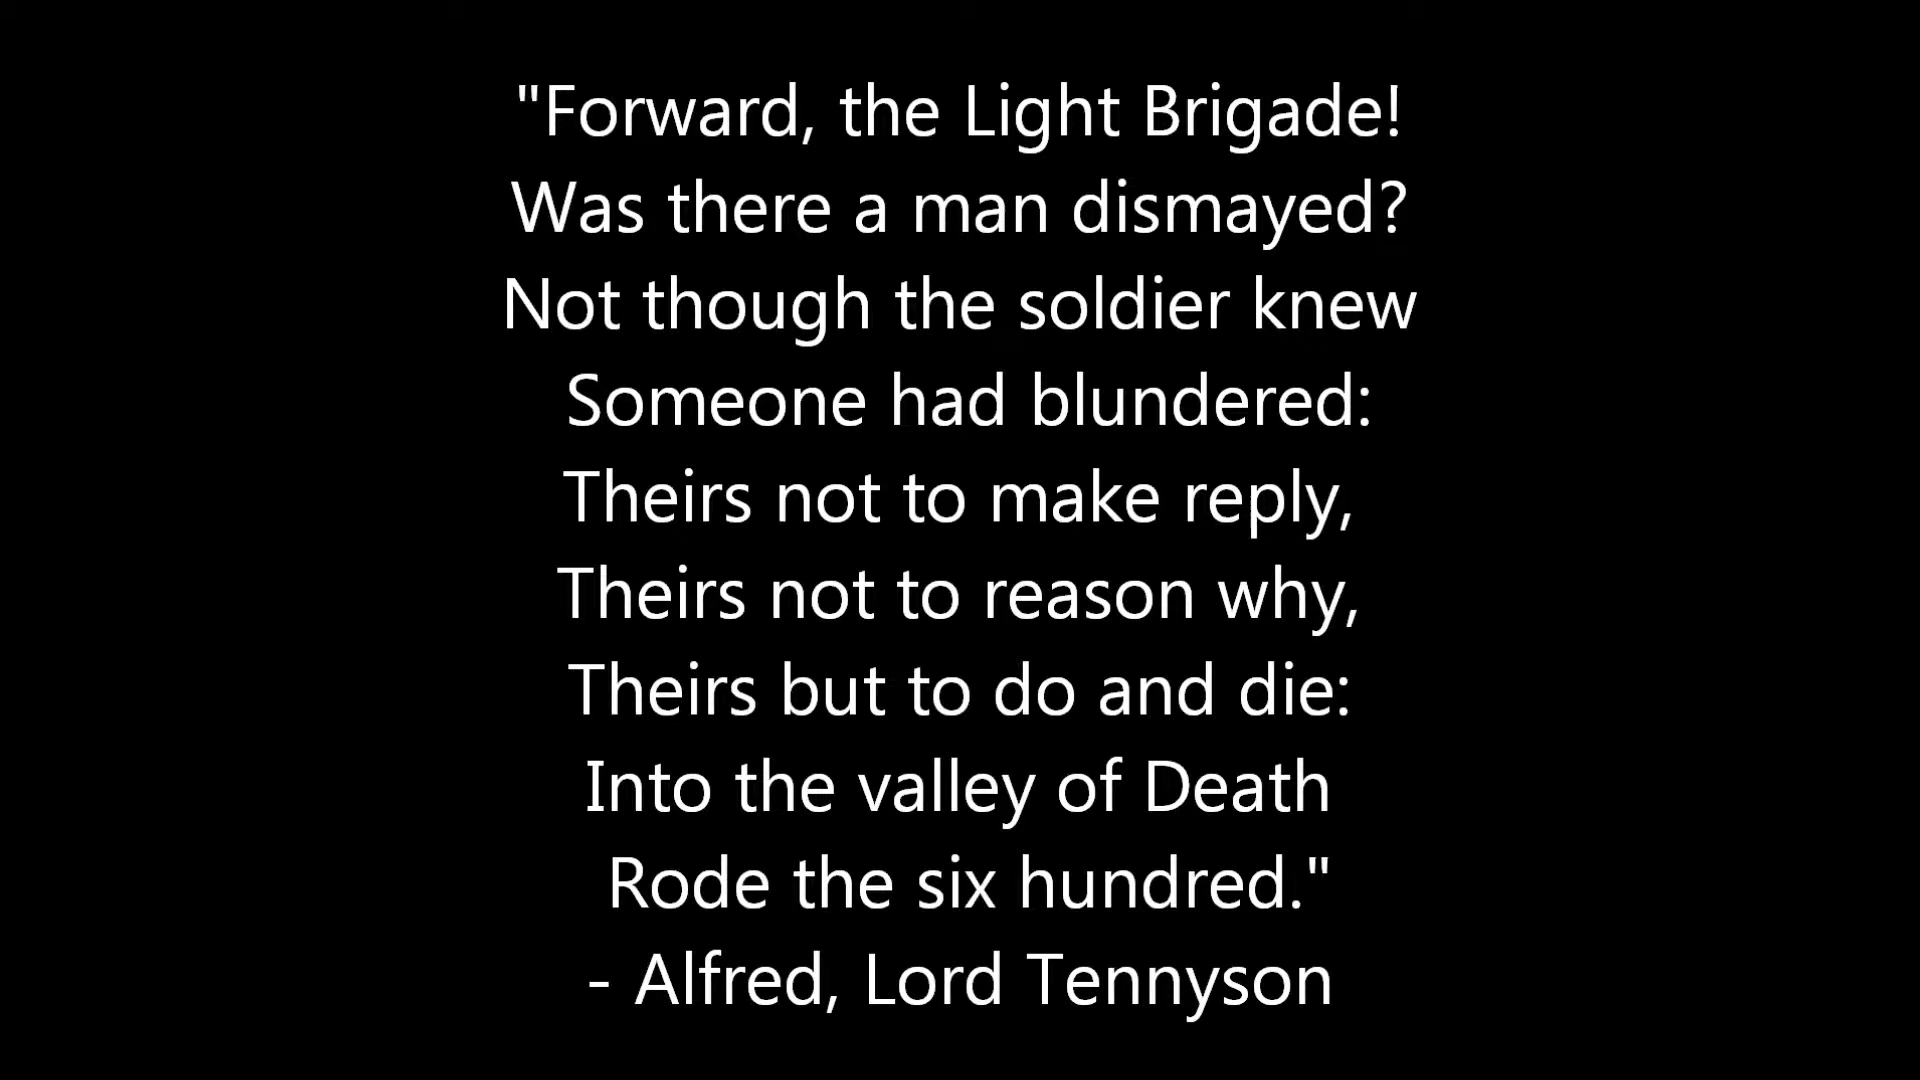 "Forward, the Light Brigade!
Was there a man dismayed?
Not though the soldier knew
Someone had blundered:
Theirs not to make reply,
Theirs not to reason why,
Theirs but to do and die:
Into the valley of Death
Rode the six hundred."
- Alfred, Lord Tennyson